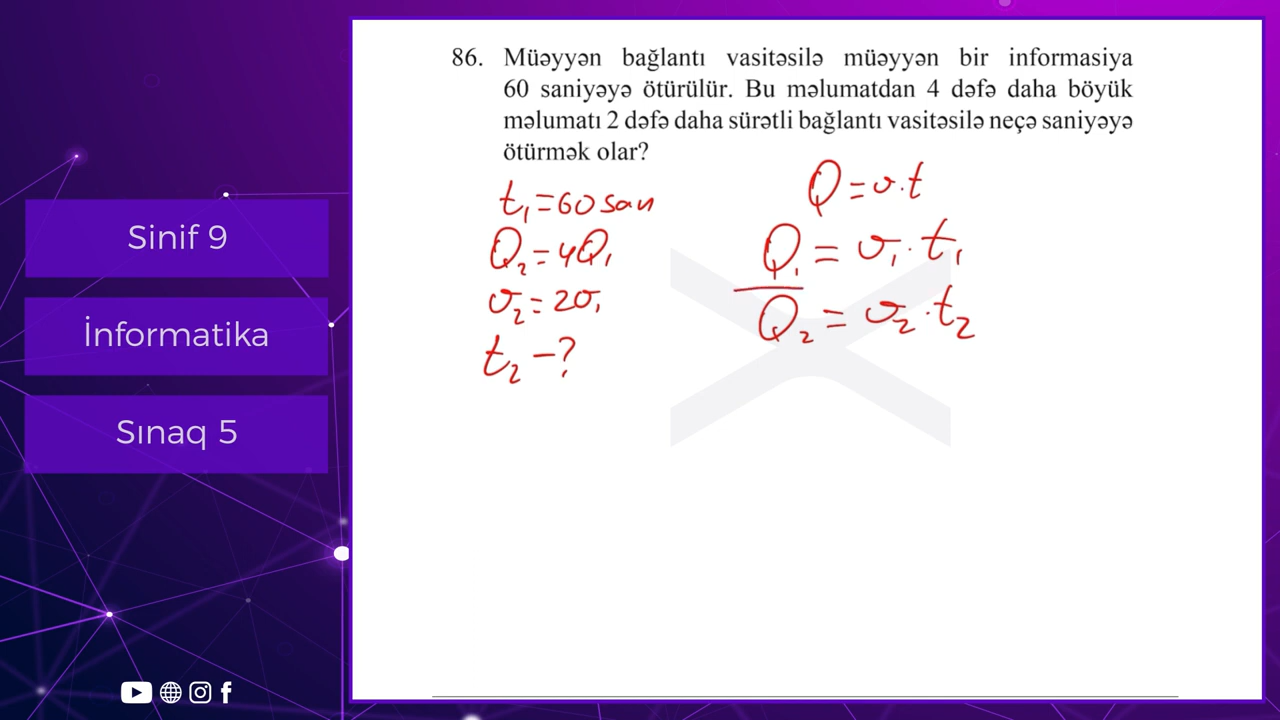 Sinif 9
İnformatika
Sınaq 5
86. Müəyyən bağlantı vasitəsilə müəyyən bir informasiya
60 saniyəyə ötürülür. Bu məlumatdan 4 dəfə daha böyük
məlumatı 2 dəfə daha sürətli bağlantı vasitəsilə neçə saniyəyə
ötürmək olar?
t₁ = 60 san
Q₂ = 4Q₁
υ₂ = 2υ₁
t₂ – ?
Q = υ · t
Q₁ = υ₁ · t₁
Q₂ = υ₂ · t₂